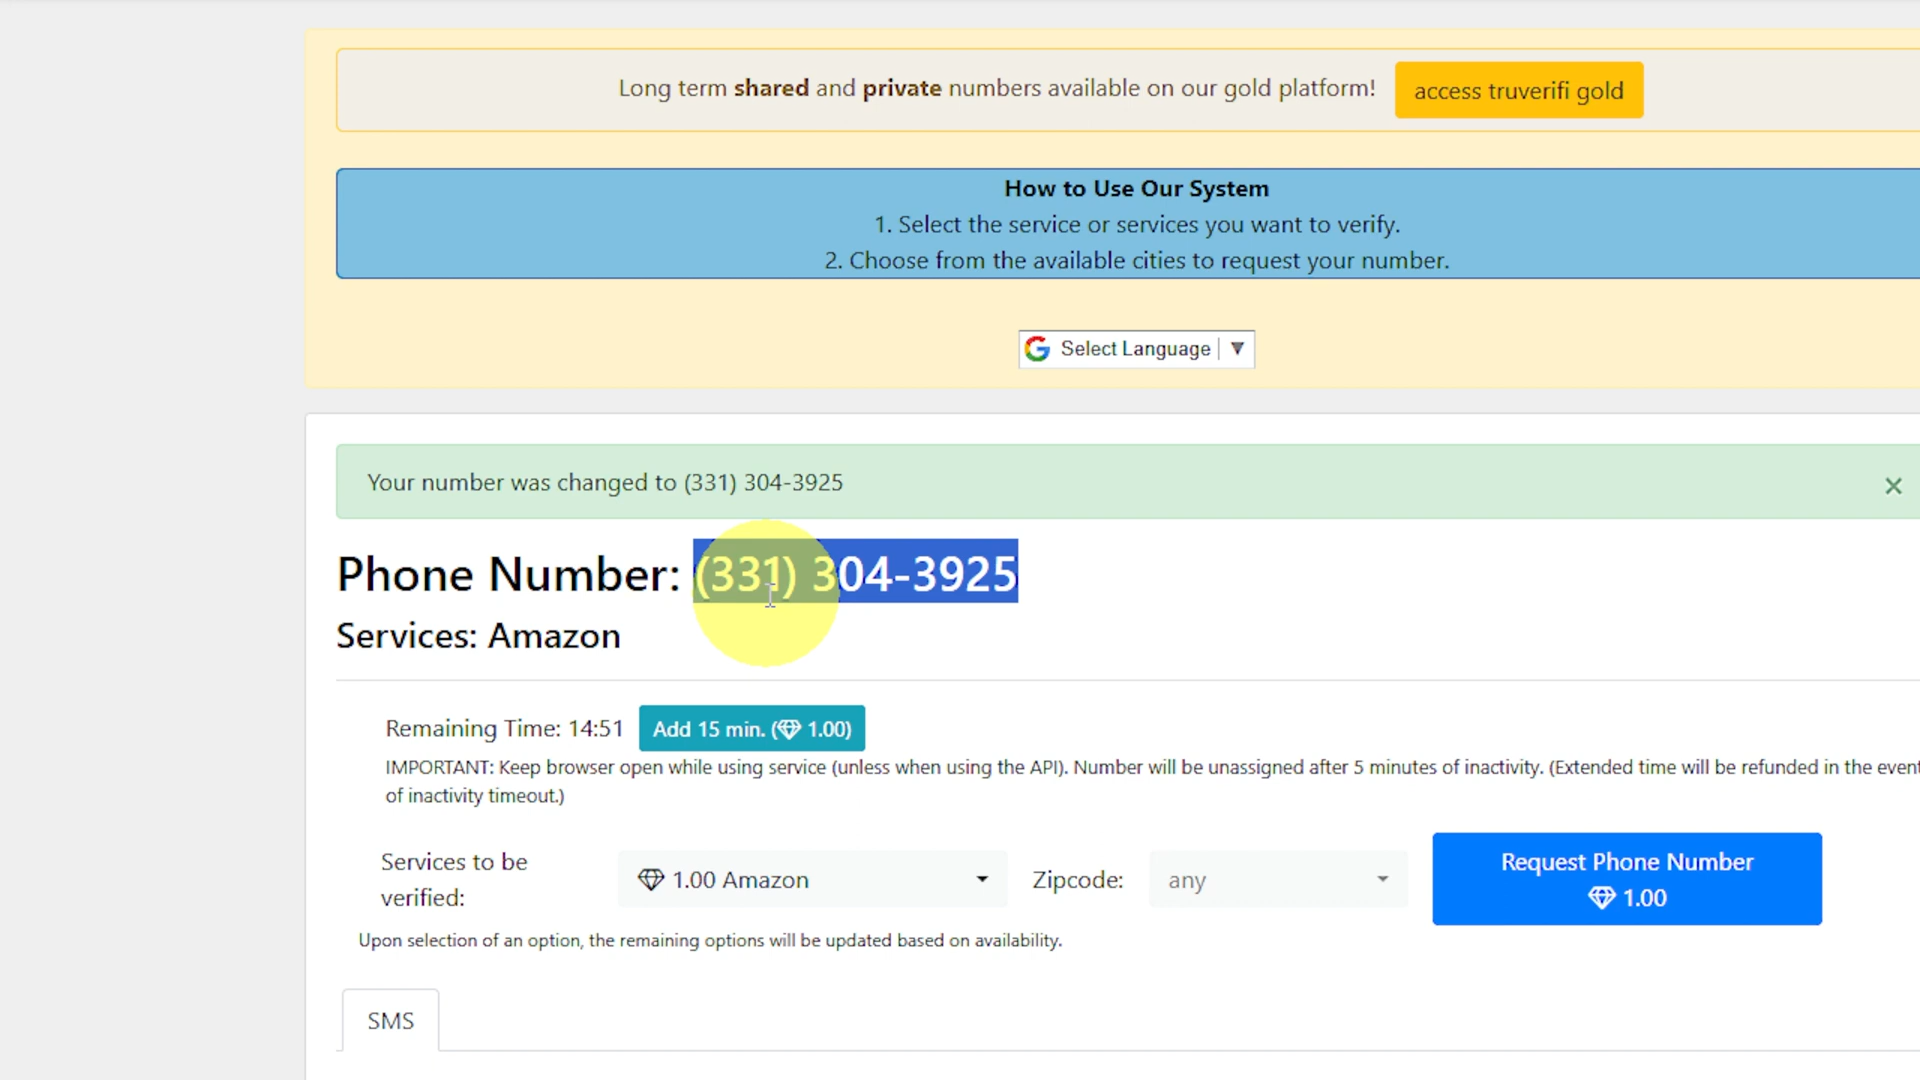 Long term shared and private numbers available on our gold platform! access truverifi gold
How to Use Our System
1. Select the service or services you want to verify.
2. Choose from the available cities to request your number.
Select Language ▼
Your number was changed to (331) 304-3925 ×
Phone Number: (331) 304-3925
Services: Amazon
Remaining Time: 14:51 Add 15 min. (1.00)
IMPORTANT: Keep browser open while using service (unless when using the API). Number will be unassigned after 5 minutes of inactivity. (Extended time will be refunded in the event
of inactivity timeout.)
Services to be
verified:
1.00 Amazon
Zipcode:
any
Request Phone Number
1.00
Upon selection of an option, the remaining options will be updated based on availability.
SMS